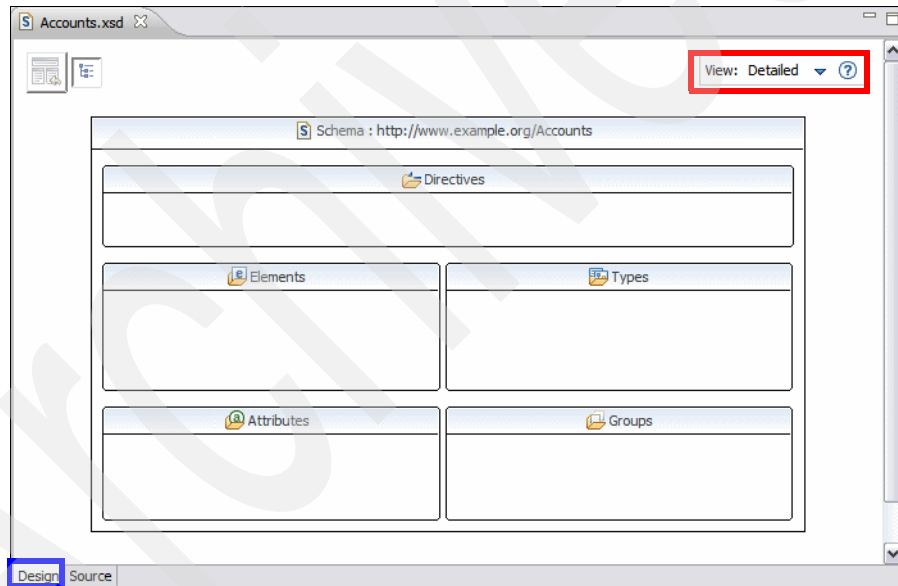 Accounts.xsd
View: Detailed
Schema : http://www.example.org/Accounts
Directives
Elements
Types
Attributes
Groups
Design Source